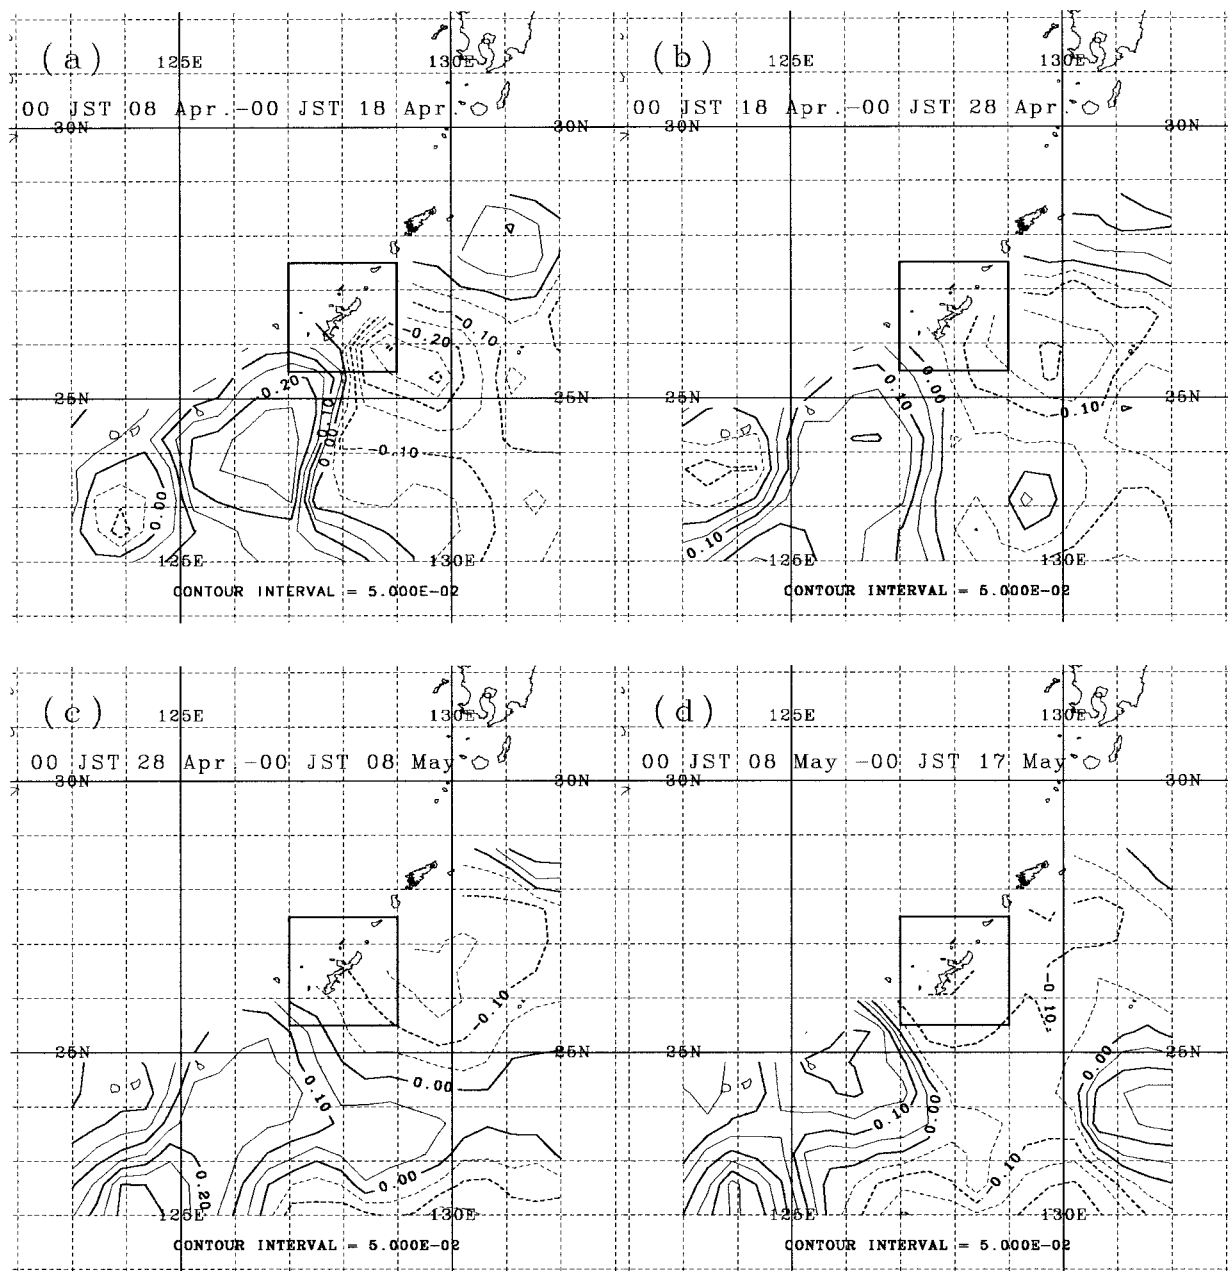 (a)
125E
130E
00 JST 08 Apr.-00 JST 18 Apr.
30N
30N
-0.10
-0.20
0.20
25N
25N
0.10
0.00
-0.10
0.00
125E
130E
CONTOUR INTERVAL = 5.000E-02
(b)
125E
130E
00 JST 18 Apr.-00 JST 28 Apr.
30N
30N
0.00
0.10
25N
25N
-0.10
0.10
125E
130E
CONTOUR INTERVAL = 5.000E-02
(c)
125E
130E
00 JST 28 Apr.-00 JST 08 May
30N
30N
-0.10
25N
25N
0.00
0.10
0.00
0.20
125E
130E
CONTOUR INTERVAL = 5.000E-02
(d)
125E
130E
00 JST 08 May -00 JST 17 May
30N
30N
-0.10
25N
25N
0.00
0.10
0.00
-0.10
125E
130E
CONTOUR INTERVAL = 5.000E-02